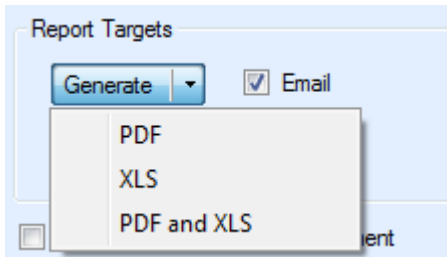 Report Targets
Generate Email
PDF
XLS
PDF and XLS